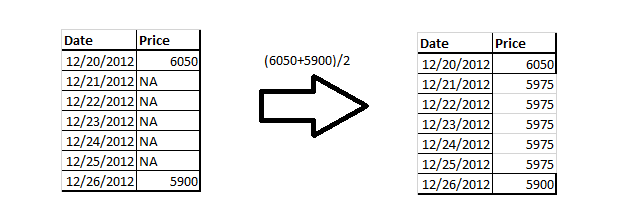 Date Price
12/20/2012 6050
12/21/2012 NA
12/22/2012 NA
12/23/2012 NA
12/24/2012 NA
12/25/2012 NA
12/26/2012 5900
(6050+5900)/2
Date Price
12/20/2012 6050
12/21/2012 5975
12/22/2012 5975
12/23/2012 5975
12/24/2012 5975
12/25/2012 5975
12/26/2012 5900